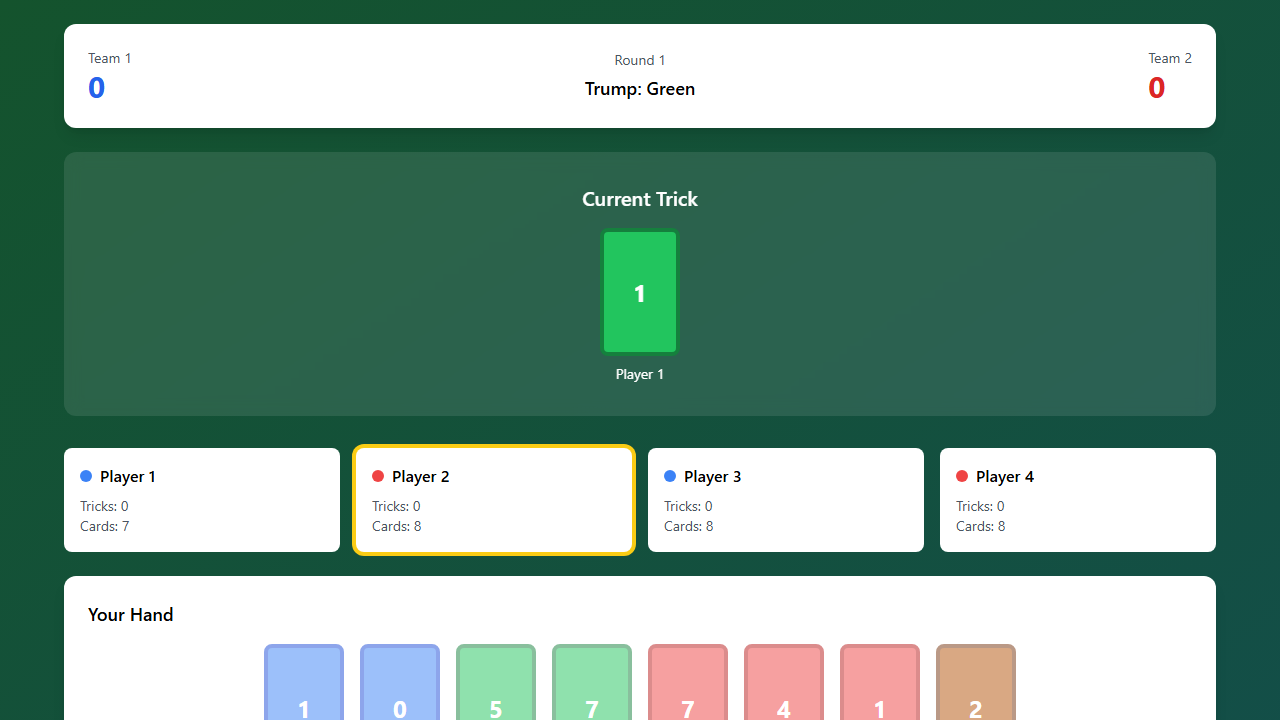 Team 1
0
Round 1
Trump: Green
Team 2
0
Current Trick
1
Player 1
Player 1
Tricks: 0
Cards: 7
Player 2
Tricks: 0
Cards: 8
Player 3
Tricks: 0
Cards: 8
Player 4
Tricks: 0
Cards: 8
Your Hand
1 0 5 7 7 4 1 2